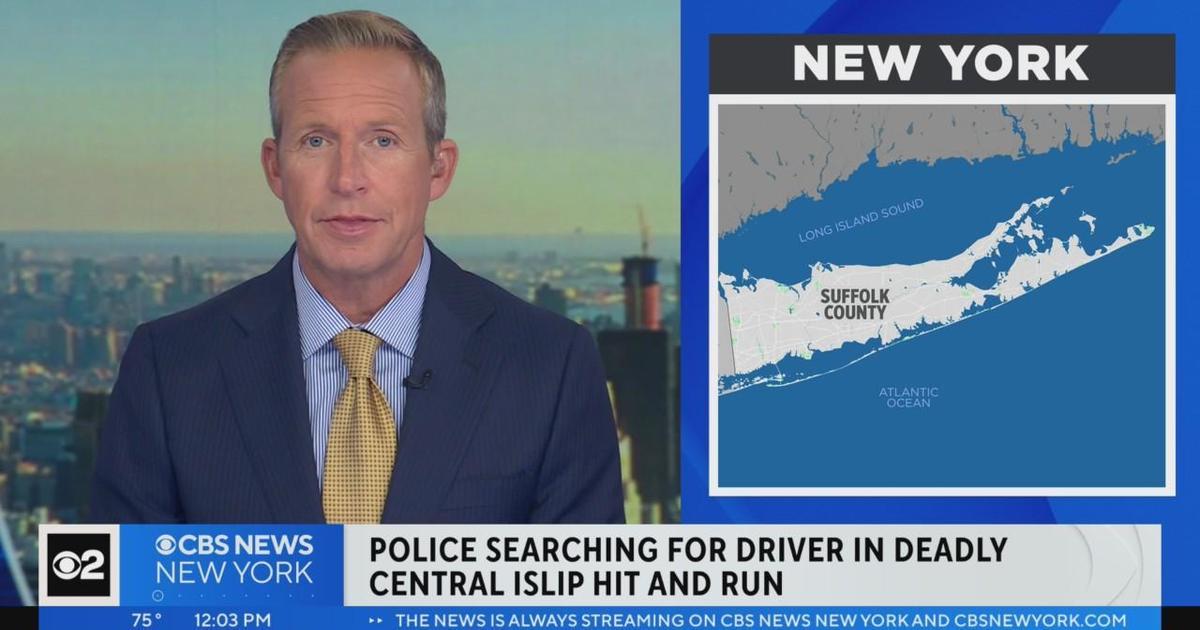 NEW YORK
LONG ISLAND SOUND
SUFFOLK
COUNTY
ATLANTIC
OCEAN
2
CBS NEWS
NEW YORK
POLICE SEARCHING FOR DRIVER IN DEADLY
CENTRAL ISLIP HIT AND RUN
75° 12:03 PM THE NEWS IS ALWAYS STREAMING ON CBS NEWS NEW YORK AND CBSNEWYORK.COM